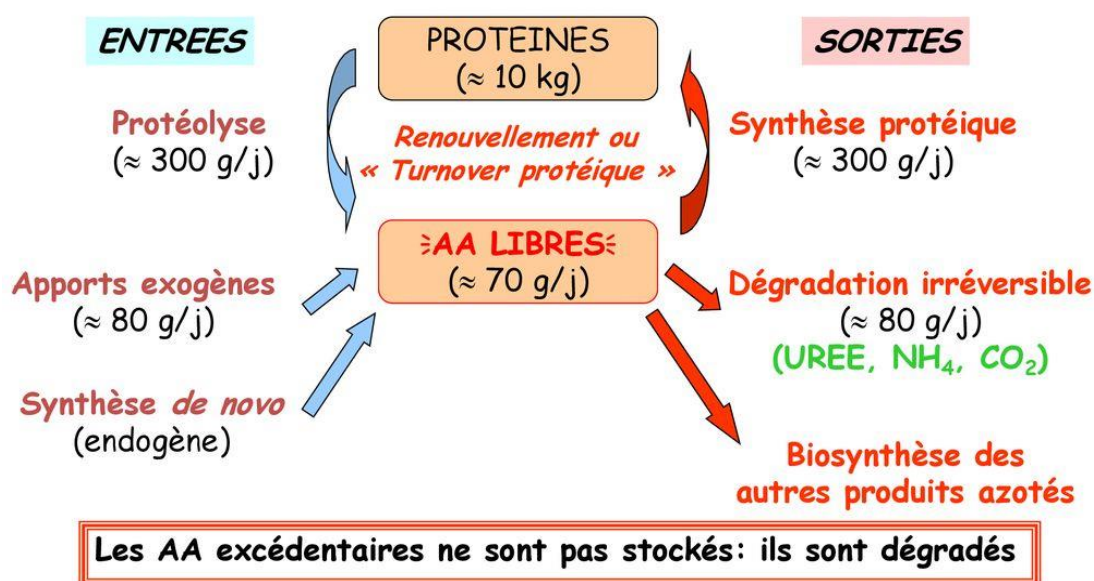 ENTREES
PROTEINES
(≈ 10 kg)
SORTIES
Protéolyse
(≈ 300 g/j)
Renouvellement ou
« Turnover protéique »
Synthèse protéique
(≈ 300 g/j)
AA LIBRES
(≈ 70 g/j)
Apports exogènes
(≈ 80 g/j)
Dégradation irréversible
(≈ 80 g/j)
(UREE, NH₄, CO₂)
Synthèse de novo
(endogène)
Biosynthèse des
autres produits azotés
Les AA excédentaires ne sont pas stockés: ils sont dégradés